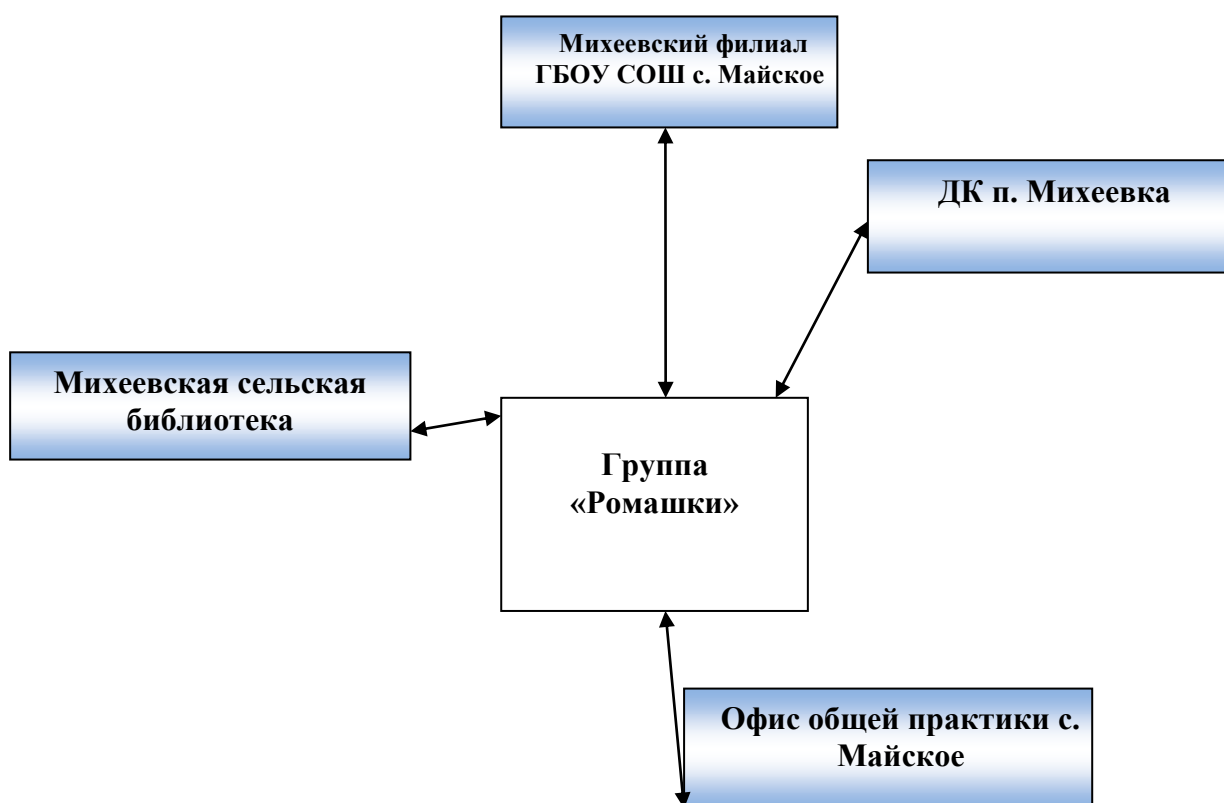 Михеевский филиал
ГБОУ СОШ с. Майское
ДК п. Михеевка
Михеевская сельская
библиотека
Группа
«Ромашки»
Офис общей практики с.
Майское